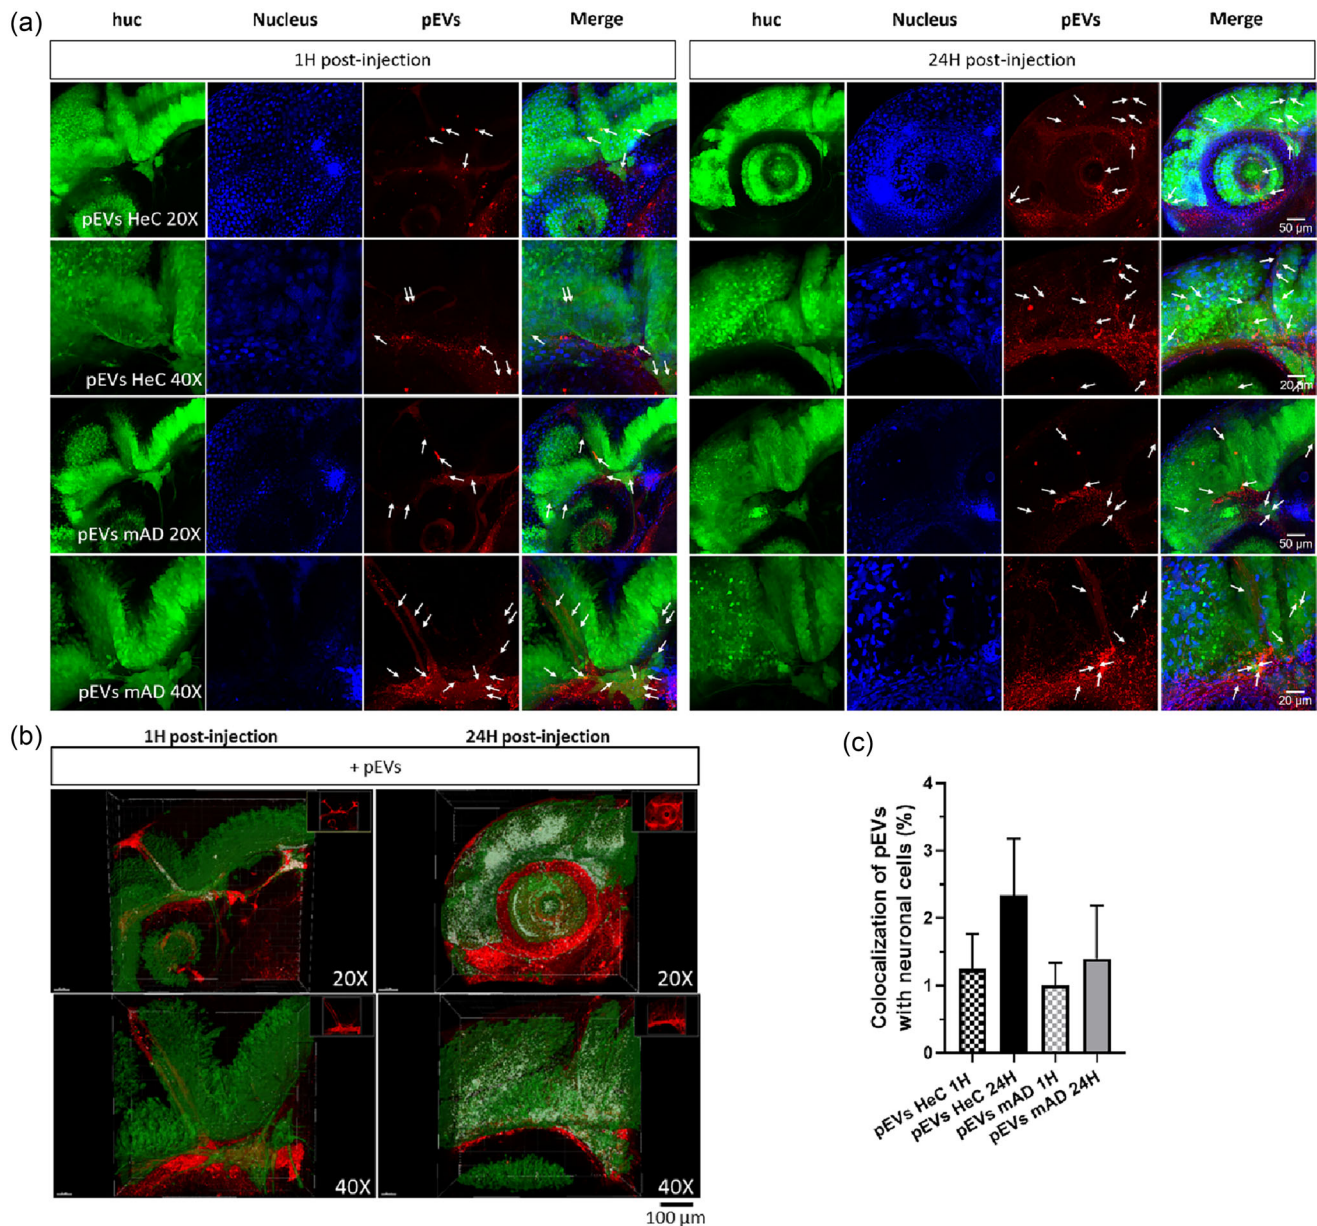 (a)
huc Nucleus pEVs Merge huc Nucleus pEVs Merge
1H post-injection 24H post-injection
pEVs HeC 20X
50 µm
pEVs HeC 40X
20 µm
pEVs mAD 20X
50 µm
pEVs mAD 40X
20 µm
(b)
1H post-injection 24H post-injection
+ pEVs
20X 20X
40X 40X
100 µm
(c)
Colocalization of pEVs
with neuronal cells (%)
4
3
2
1
0
pEVs HeC 1H
pEVs HeC 24H
pEVs mAD 1H
pEVs mAD 24H